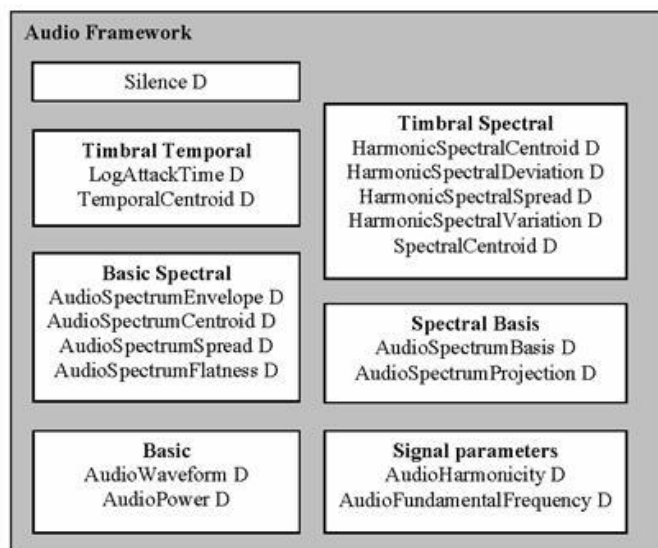 Audio Framework
Silence D
Timbral Temporal
LogAttackTime D
TemporalCentroid D
Basic Spectral
AudioSpectrumEnvelope D
AudioSpectrumCentroid D
AudioSpectrumSpread D
AudioSpectrumFlatness D
Basic
AudioWaveform D
AudioPower D
Timbral Spectral
HarmonicSpectralCentroid D
HarmonicSpectralDeviation D
HarmonicSpectralSpread D
HarmonicSpectralVariation D
SpectralCentroid D
Spectral Basis
AudioSpectrumBasis D
AudioSpectrumProjection D
Signal parameters
AudioHarmonicity D
AudioFundamentalFrequency D